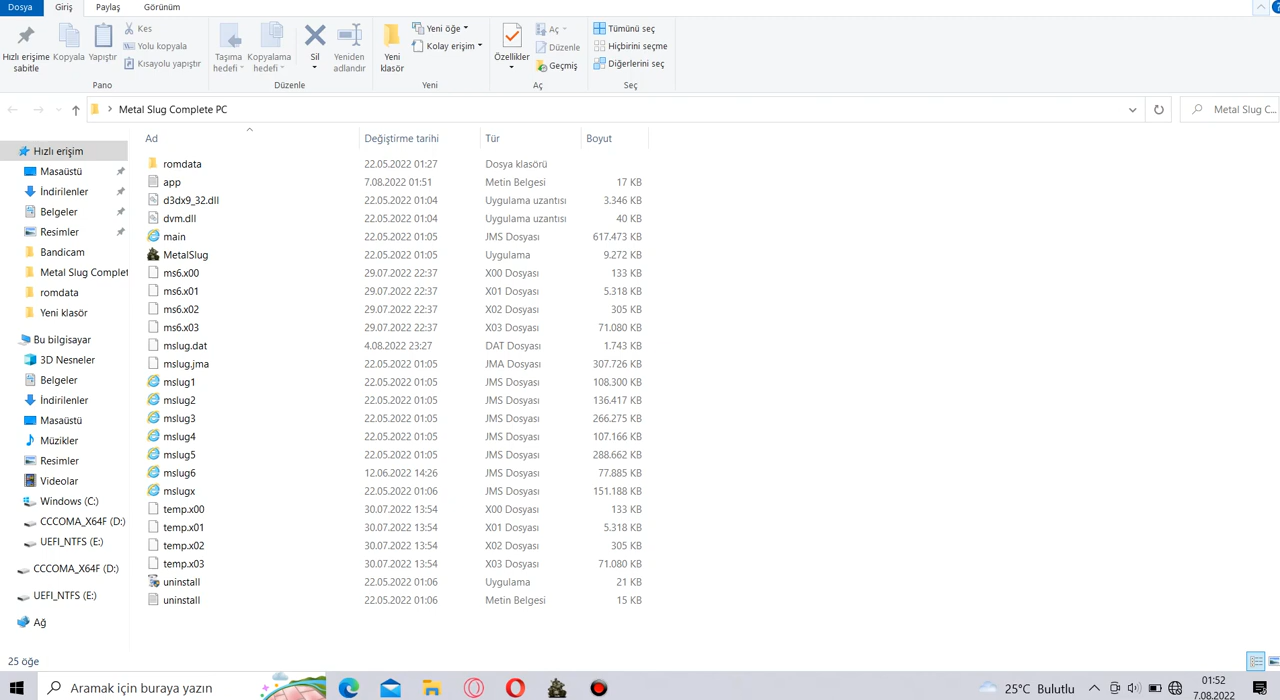 Dosya Giriş Paylaş Görünüm
Hızlı erişime sabitle
Kopyala
Yapıştır
Kes
Yolu kopyala
Kısayolu yapıştır
Pano
Taşıma hedefi
Kopyalama hedefi
Sil
Yeniden adlandır
Düzenle
Yeni klasör
Yeni öğe
Kolay erişim
Yeni
Özellikler
Aç
Düzenle
Geçmiş
Aç
Tümünü seç
Hiçbirini seçme
Diğerlerini seç
Seç
Metal Slug Complete PC
Metal Slug C...
Hızlı erişim
Masaüstü
İndirilenler
Belgeler
Resimler
Bandicam
Metal Slug Complet
romdata
Yeni klasör
Bu bilgisayar
3D Nesneler
Belgeler
İndirilenler
Masaüstü
Müzikler
Resimler
Videolar
Windows (C:)
CCCOMA_X64F (D:)
UEFI_NTFS (E:)
CCCOMA_X64F (D:)
UEFI_NTFS (E:)
Ağ
Ad Değiştirme tarihi Tür Boyut
romdata 22.05.2022 01:27 Dosya klasörü
app 7.08.2022 01:51 Metin Belgesi 17 KB
d3dx9_32.dll 22.05.2022 01:04 Uygulama uzantısı 3.346 KB
dvm.dll 22.05.2022 01:04 Uygulama uzantısı 40 KB
main 22.05.2022 01:05 JMS Dosyası 617.473 KB
MetalSlug 22.05.2022 01:05 Uygulama 9.272 KB
ms6.x00 29.07.2022 22:37 X00 Dosyası 133 KB
ms6.x01 29.07.2022 22:37 X01 Dosyası 5.318 KB
ms6.x02 29.07.2022 22:37 X02 Dosyası 305 KB
ms6.x03 29.07.2022 22:37 X03 Dosyası 71.080 KB
mslug.dat 4.08.2022 23:27 DAT Dosyası 1.743 KB
mslug.jma 22.05.2022 01:05 JMA Dosyası 307.726 KB
mslug1 22.05.2022 01:05 JMS Dosyası 108.300 KB
mslug2 22.05.2022 01:05 JMS Dosyası 136.417 KB
mslug3 22.05.2022 01:05 JMS Dosyası 266.275 KB
mslug4 22.05.2022 01:05 JMS Dosyası 107.166 KB
mslug5 22.05.2022 01:05 JMS Dosyası 288.662 KB
mslug6 12.06.2022 14:26 JMS Dosyası 77.885 KB
mslugx 22.05.2022 01:06 JMS Dosyası 151.188 KB
temp.x00 30.07.2022 13:54 X00 Dosyası 133 KB
temp.x01 30.07.2022 13:54 X01 Dosyası 5.318 KB
temp.x02 30.07.2022 13:54 X02 Dosyası 305 KB
temp.x03 30.07.2022 13:54 X03 Dosyası 71.080 KB
uninstall 22.05.2022 01:06 Uygulama 21 KB
uninstall 22.05.2022 01:06 Metin Belgesi 15 KB
25 öğe
Aramak için buraya yazın
25°C Bulutlu
01:52
7.08.2022